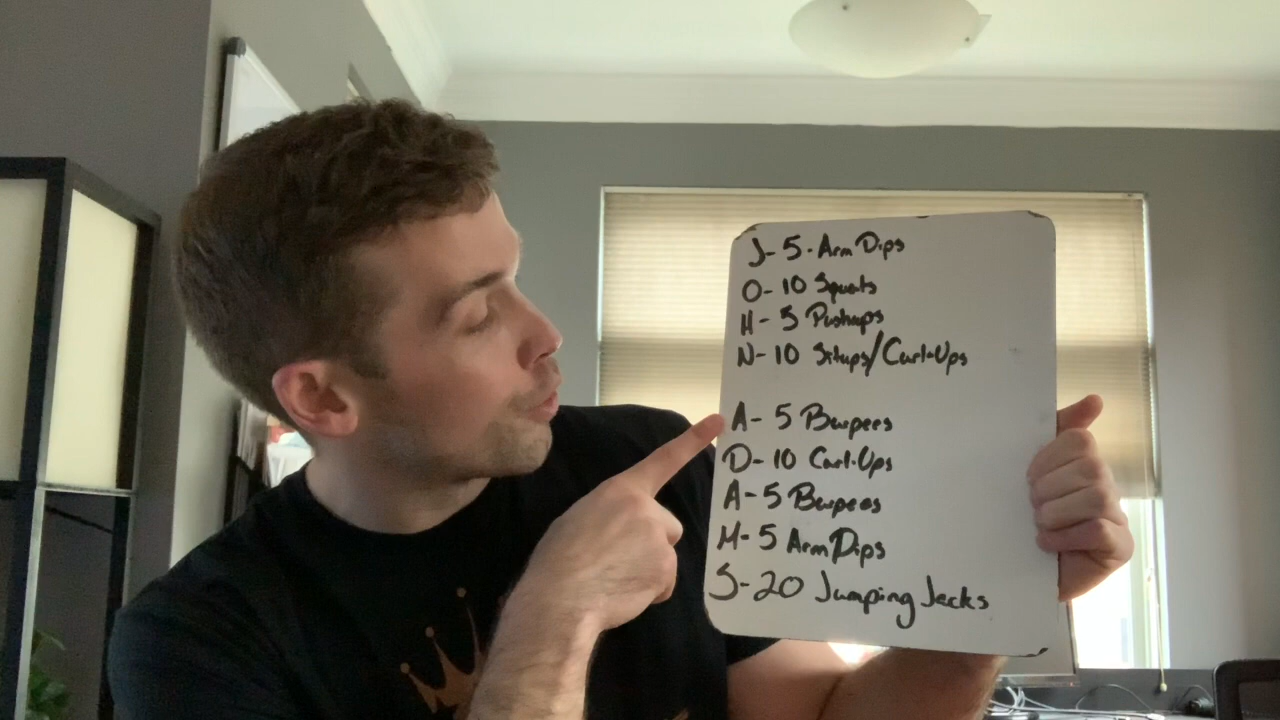 J- 5 - Arm Dips
O- 10 Squats
H - 5 Pushups
N- 10 Situps/Curl-Ups
A- 5 Burpees
D- 10 Curl-Ups
A- 5 Burpees
M- 5 Arm Dips
S- 20 Jumping Jacks